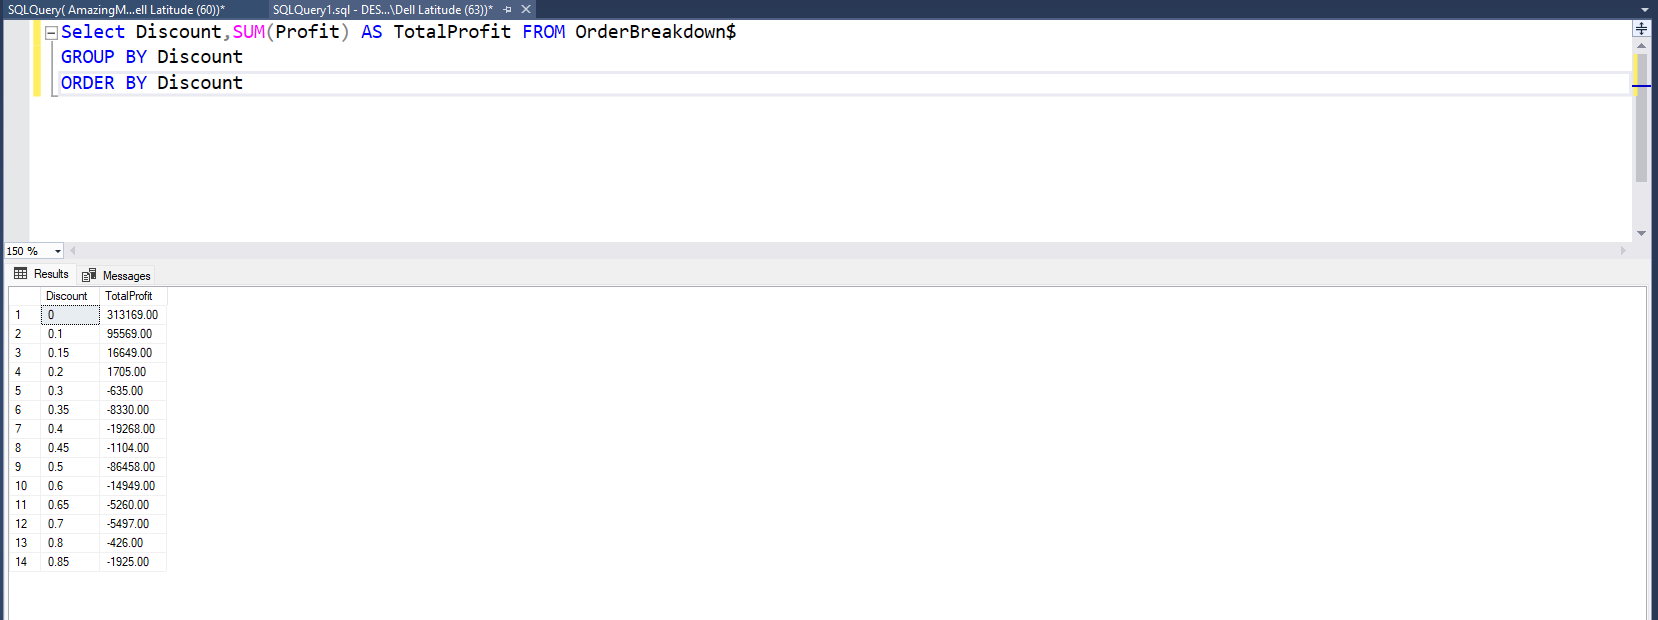 SQLQuery( AmazingM...ell Latitude (60))* SQLQuery1.sql - DES...\Dell Latitude (63))*
Select Discount,SUM(Profit) AS TotalProfit FROM OrderBreakdown$
GROUP BY Discount
ORDER BY Discount
150 %
Results Messages
Discount TotalProfit
1 0 313169.00
2 0.1 95569.00
3 0.15 16649.00
4 0.2 1705.00
5 0.3 -635.00
6 0.35 -8330.00
7 0.4 -19268.00
8 0.45 -1104.00
9 0.5 -86458.00
10 0.6 -14949.00
11 0.65 -5260.00
12 0.7 -5497.00
13 0.8 -426.00
14 0.85 -1925.00